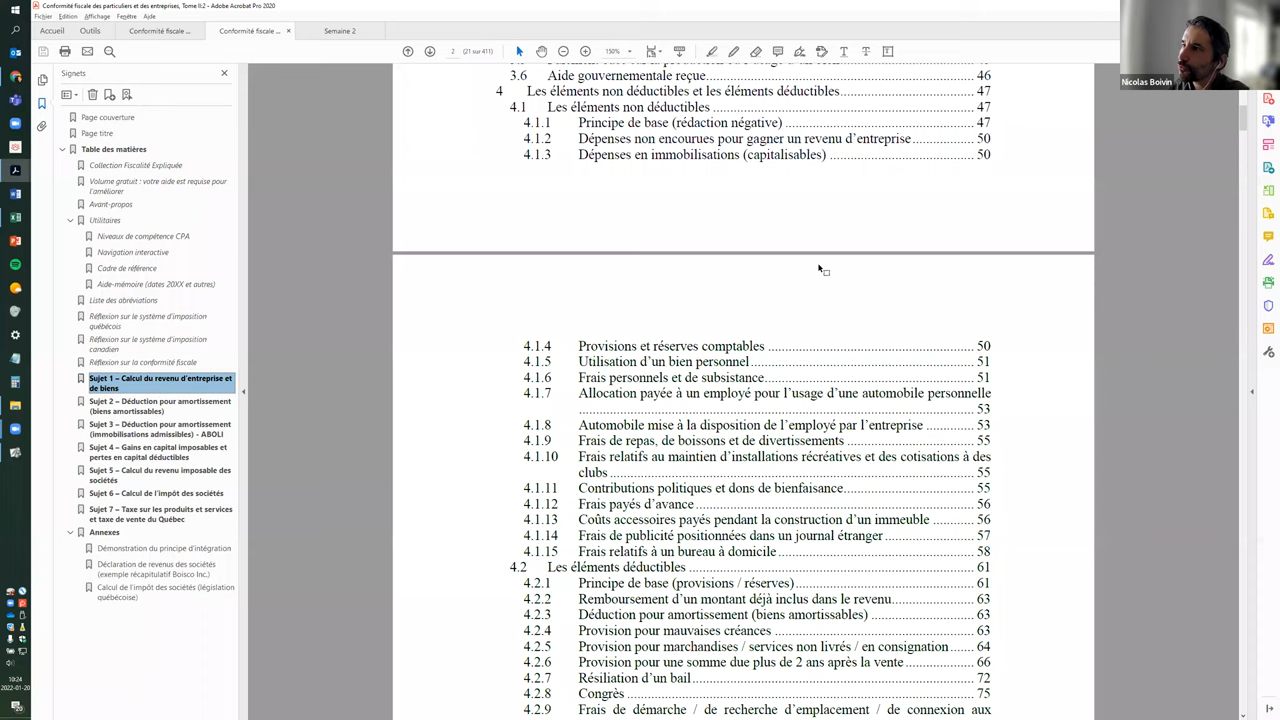 Conformité fiscale des particuliers et des entreprises, Tome II:2 - Adobe Acrobat Pro 2020
Fichier Edition Affichage Fenêtre Aide
Accueil Outils Conformité fiscale ... Conformité fiscale ... × Semaine 2
2 (21 sur 411) 150%
Nicolas Boivin
Signets
Page couverture
Page titre
Table des matières
Collection Fiscalité Expliquée
Volume gratuit : votre aide est requise pour
l'améliorer
Avant-propos
Utilitaires
Niveaux de compétence CPA
Navigation interactive
Cadre de référence
Aide-mémoire (dates 20XX et autres)
Liste des abréviations
Réflexion sur le système d'imposition
québécois
Réflexion sur le système d'imposition
canadien
Réflexion sur la conformité fiscale
Sujet 1 – Calcul du revenu d'entreprise et
de biens
Sujet 2 – Déduction pour amortissement
(biens amortissables)
Sujet 3 – Déduction pour amortissement
(immobilisations admissibles) - ABOLI
Sujet 4 – Gains en capital imposables et
pertes en capital déductibles
Sujet 5 – Calcul du revenu imposable des
sociétés
Sujet 6 – Calcul de l'impôt des sociétés
Sujet 7 – Taxe sur les produits et services
et taxe de vente du Québec
Annexes
Démonstration du principe d'intégration
Déclaration de revenus des sociétés
(exemple récapitulatif Boisco Inc.)
Calcul de l'impôt des sociétés (législation
québécoise)
3.6 Aide gouvernementale reçue 46
4 Les éléments non déductibles et les éléments déductibles 47
4.1 Les éléments non déductibles 47
4.1.1 Principe de base (rédaction négative) 47
4.1.2 Dépenses non encourues pour gagner un revenu d'entreprise 50
4.1.3 Dépenses en immobilisations (capitalisables) 50
4.1.4 Provisions et réserves comptables 50
4.1.5 Utilisation d'un bien personnel 51
4.1.6 Frais personnels et de subsistance 51
4.1.7 Allocation payée à un employé pour l'usage d'une automobile personnelle
53
4.1.8 Automobile mise à la disposition de l'employé par l'entreprise 53
4.1.9 Frais de repas, de boissons et de divertissements 55
4.1.10 Frais relatifs au maintien d'installations récréatives et des cotisations à des
clubs 55
4.1.11 Contributions politiques et dons de bienfaisance 55
4.1.12 Frais payés d'avance 56
4.1.13 Coûts accessoires payés pendant la construction d'un immeuble 56
4.1.14 Frais de publicité positionnées dans un journal étranger 57
4.1.15 Frais relatifs à un bureau à domicile 58
4.2 Les éléments déductibles 61
4.2.1 Principe de base (provisions / réserves) 61
4.2.2 Remboursement d'un montant déjà inclus dans le revenu 63
4.2.3 Déduction pour amortissement (biens amortissables) 63
4.2.4 Provision pour mauvaises créances 63
4.2.5 Provision pour marchandises / services non livrés / en consignation 64
4.2.6 Provision pour une somme due plus de 2 ans après la vente 66
4.2.7 Résiliation d'un bail 72
4.2.8 Congrès 75
4.2.9 Frais de démarche / de recherche d'emplacement / de connexion aux
10:24
2022-01-20